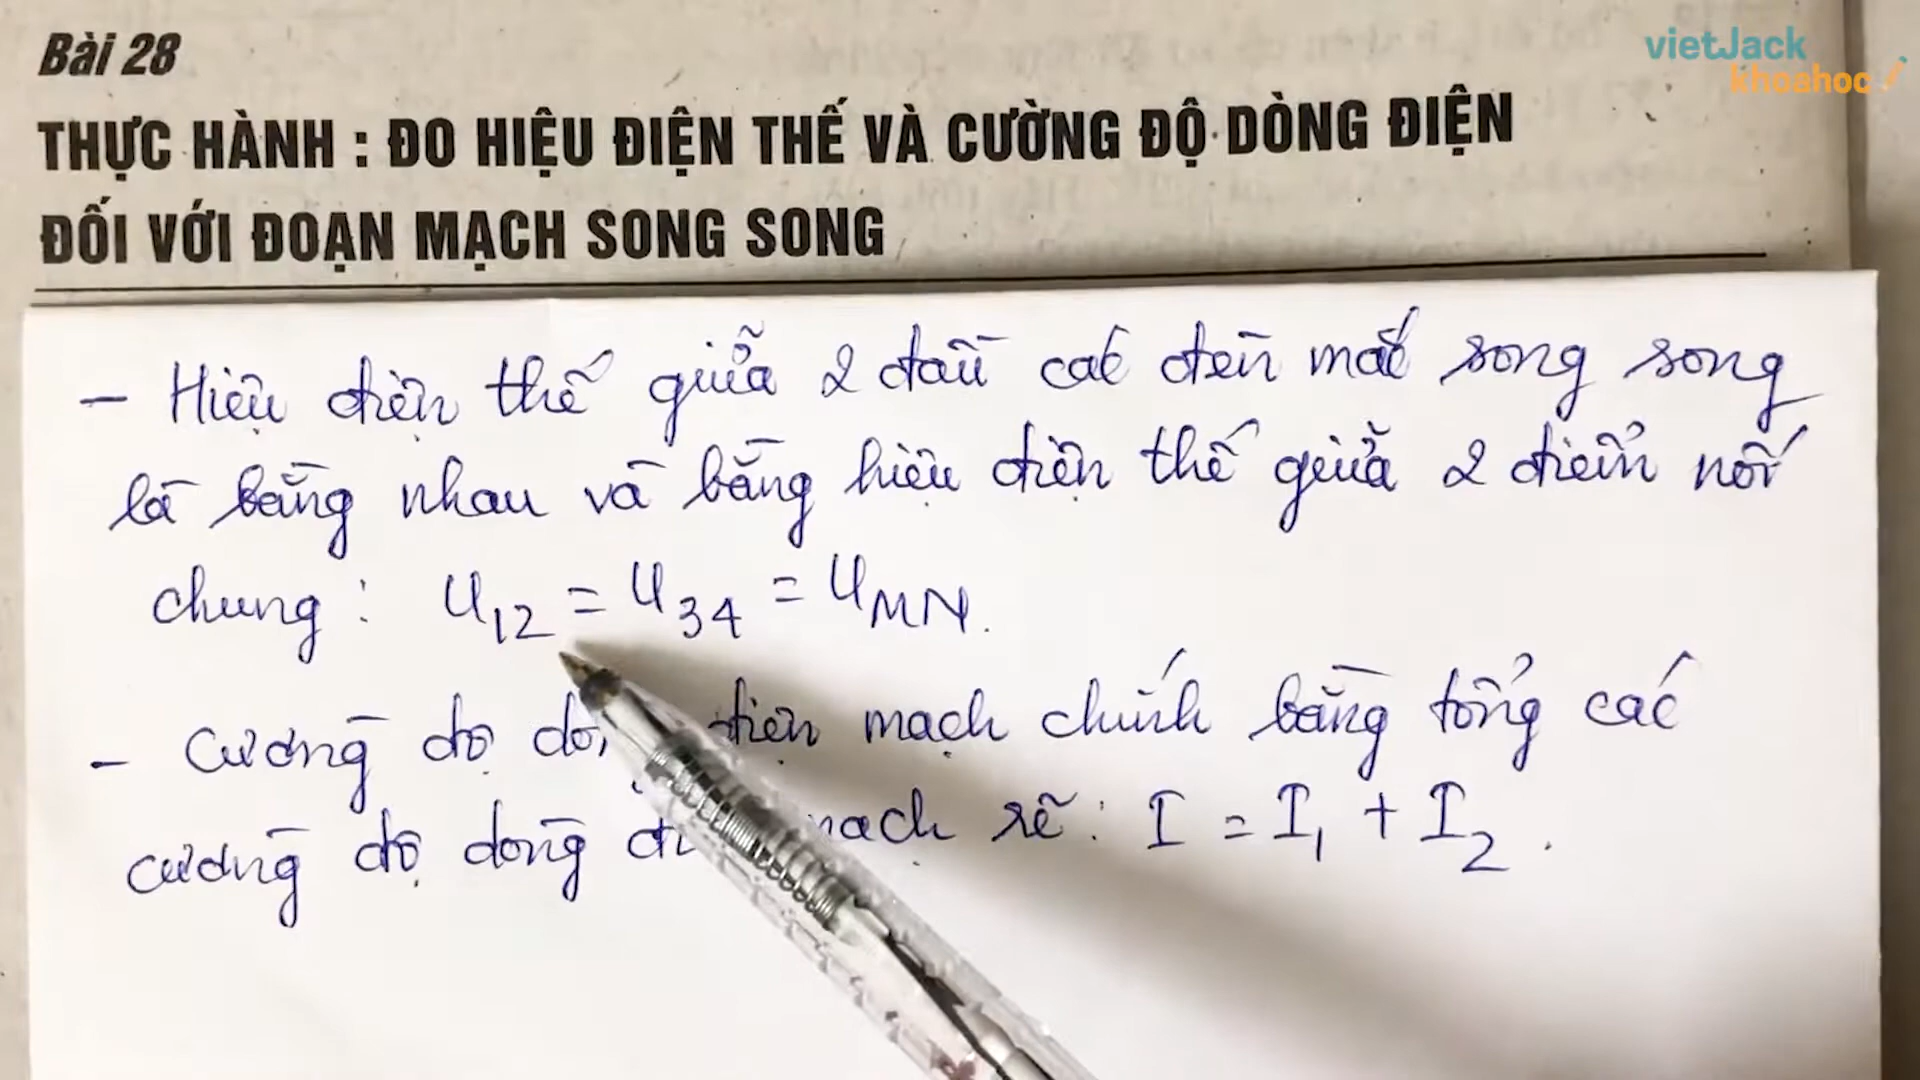 Bài 28
vietJack
khoahoc
THỰC HÀNH : ĐO HIỆU ĐIỆN THẾ VÀ CƯỜNG ĐỘ DÒNG ĐIỆN
ĐỐI VỚI ĐOẠN MẠCH SONG SONG
- Hiệu điện thế giữa 2 đầu các đèn mắc song song
là bằng nhau và bằng hiệu điện thế giữa 2 điểm nối
chung : U12 = U34 = UMN.
- Cường độ điện mạch chính bằng tổng các
cường độ dòng mạch rẽ : I = I1 + I2 .